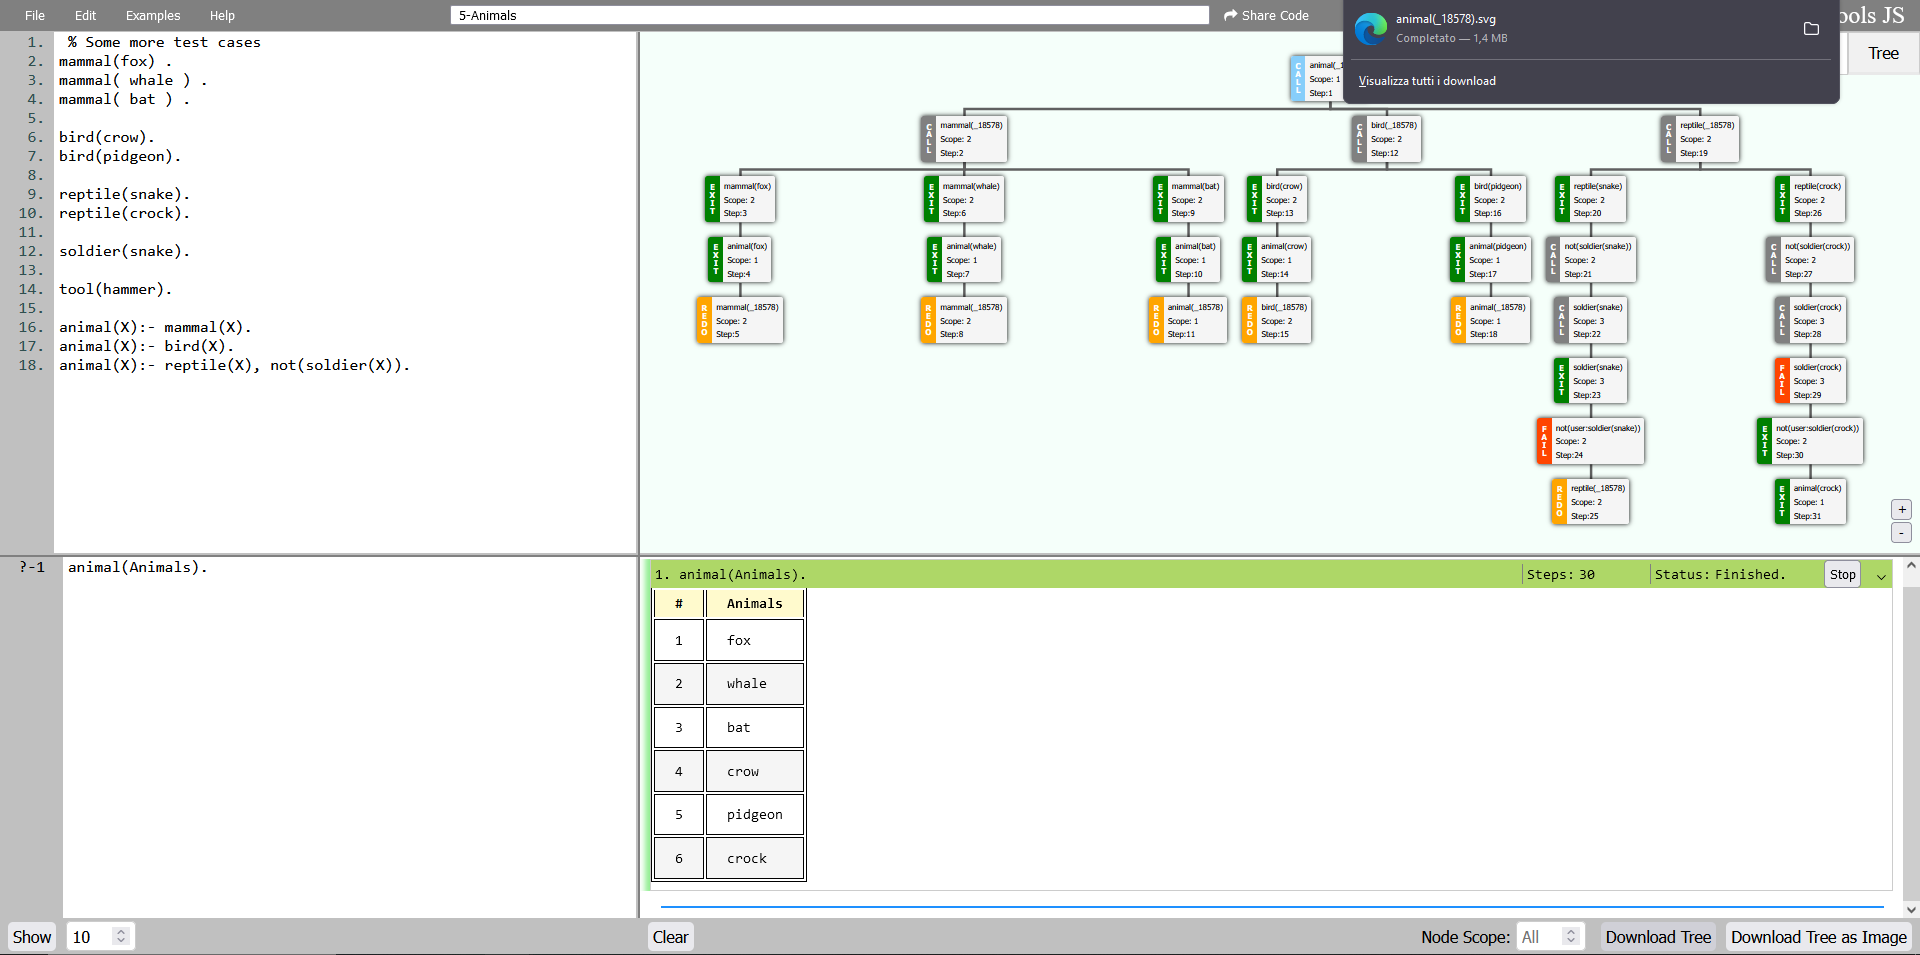 File Edit Examples Help
5-Animals
Share Code
ools JS
animal(_18578).svg
Completato — 1,4 MB
Visualizza tutti i download
Tree
1. % Some more test cases
2. mammal(fox) .
3. mammal( whale ) .
4. mammal( bat ) .
5.
6. bird(crow).
7. bird(pidgeon).
8.
9. reptile(snake).
10. reptile(crock).
11.
12. soldier(snake).
13.
14. tool(hammer).
15.
16. animal(X):- mammal(X).
17. animal(X):- bird(X).
18. animal(X):- reptile(X), not(soldier(X)).
CALL
animal(_1
Scope: 1
Step:1
CALL
mammal(_18578)
Scope: 2
Step:2
CALL
bird(_18578)
Scope: 2
Step:12
CALL
reptile(_18578)
Scope: 2
Step:19
EXIT
mammal(fox)
Scope: 2
Step:3
EXIT
mammal(whale)
Scope: 2
Step:6
EXIT
mammal(bat)
Scope: 2
Step:9
EXIT
bird(crow)
Scope: 2
Step:13
EXIT
bird(pidgeon)
Scope: 2
Step:16
EXIT
reptile(snake)
Scope: 2
Step:20
EXIT
reptile(crock)
Scope: 2
Step:26
EXIT
animal(fox)
Scope: 1
Step:4
EXIT
animal(whale)
Scope: 1
Step:7
EXIT
animal(bat)
Scope: 1
Step:10
EXIT
animal(crow)
Scope: 1
Step:14
EXIT
animal(pidgeon)
Scope: 1
Step:17
CALL
not(soldier(snake))
Scope: 2
Step:21
CALL
not(soldier(crock))
Scope: 2
Step:27
REDO
mammal(_18578)
Scope: 2
Step:5
REDO
mammal(_18578)
Scope: 2
Step:8
REDO
animal(_18578)
Scope: 1
Step:11
REDO
bird(_18578)
Scope: 2
Step:15
REDO
animal(_18578)
Scope: 1
Step:18
CALL
soldier(snake)
Scope: 3
Step:22
CALL
soldier(crock)
Scope: 3
Step:28
EXIT
soldier(snake)
Scope: 3
Step:23
FAIL
soldier(crock)
Scope: 3
Step:29
FAIL
not(user:soldier(snake))
Scope: 2
Step:24
EXIT
not(user:soldier(crock))
Scope: 2
Step:30
REDO
reptile(_18578)
Scope: 2
Step:25
EXIT
animal(crock)
Scope: 1
Step:31
+
-
?-1 animal(Animals).
1. animal(Animals). Steps: 30 Status: Finished. Stop
# Animals
1 fox
2 whale
3 bat
4 crow
5 pidgeon
6 crock
Show 10
Clear
Node Scope: All
Download Tree
Download Tree as Image